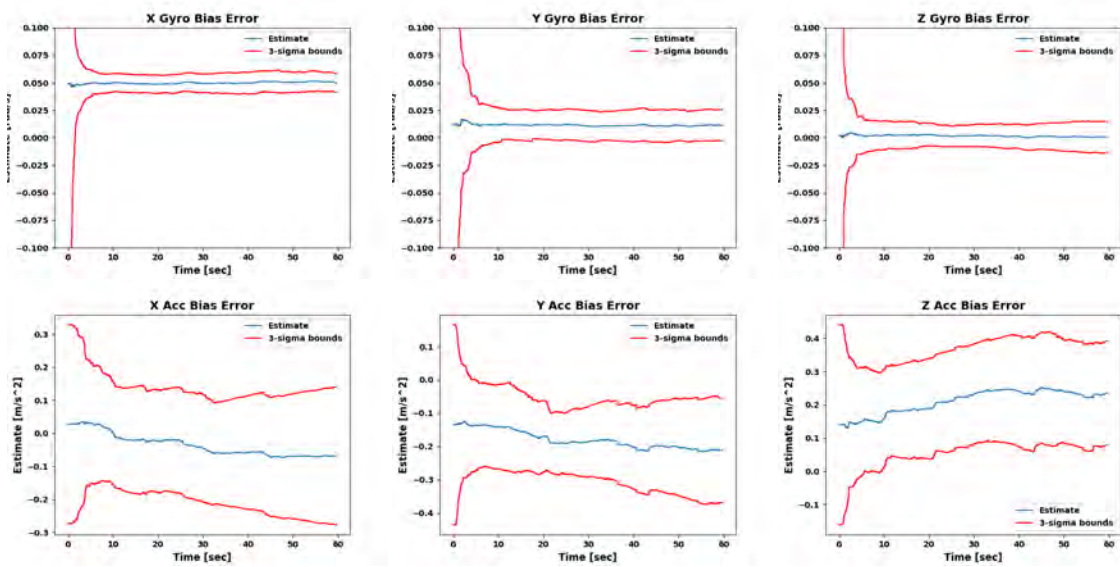 X Gyro Bias Error
Estimate
3-sigma bounds
0.100
0.075
0.050
0.025
0.000
−0.025
−0.050
−0.075
−0.100
0 10 20 30 40 50 60
Time [sec]
Y Gyro Bias Error
Estimate
3-sigma bounds
0.100
0.075
0.050
0.025
0.000
−0.025
−0.050
−0.075
−0.100
0 10 20 30 40 50 60
Time [sec]
Z Gyro Bias Error
Estimate
3-sigma bounds
0.100
0.075
0.050
0.025
0.000
−0.025
−0.050
−0.075
−0.100
0 10 20 30 40 50 60
Time [sec]
X Acc Bias Error
Estimate
3-sigma bounds
Estimate [m/s^2]
0.3
0.2
0.1
0.0
−0.1
−0.2
−0.3
0 10 20 30 40 50 60
Time [sec]
Y Acc Bias Error
Estimate
3-sigma bounds
Estimate [m/s^2]
0.1
0.0
−0.1
−0.2
−0.3
−0.4
0 10 20 30 40 50 60
Time [sec]
Z Acc Bias Error
Estimate [m/s^2]
0.4
0.3
0.2
0.1
0.0
−0.1
Estimate
3-sigma bounds
0 10 20 30 40 50 60
Time [sec]